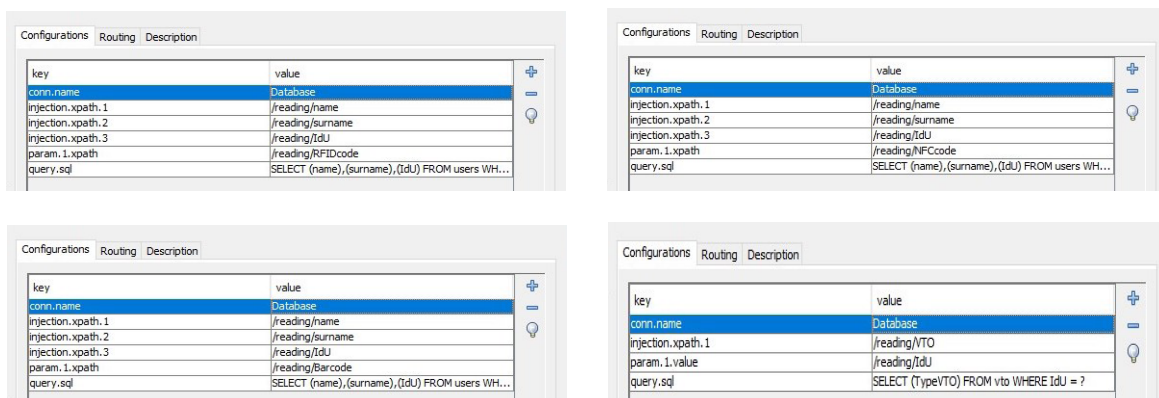 Configurations Routing Description
key value
conn.name Database
injection.xpath.1 /reading/name
injection.xpath.2 /reading/surname
injection.xpath.3 /reading/IdU
param.1.xpath /reading/RFIDcode
query.sql SELECT (name),(surname),(IdU) FROM users WH...
Configurations Routing Description
key value
conn.name Database
injection.xpath.1 /reading/name
injection.xpath.2 /reading/surname
injection.xpath.3 /reading/IdU
param.1.xpath /reading/NFCcode
query.sql SELECT (name),(surname),(IdU) FROM users WH...
Configurations Routing Description
key value
conn.name Database
injection.xpath.1 /reading/name
injection.xpath.2 /reading/surname
injection.xpath.3 /reading/IdU
param.1.xpath /reading/Barcode
query.sql SELECT (name),(surname),(IdU) FROM users WH...
Configurations Routing Description
key value
conn.name Database
injection.xpath.1 /reading/VTO
param.1.value /reading/IdU
query.sql SELECT (TypeVTO) FROM vto WHERE IdU = ?